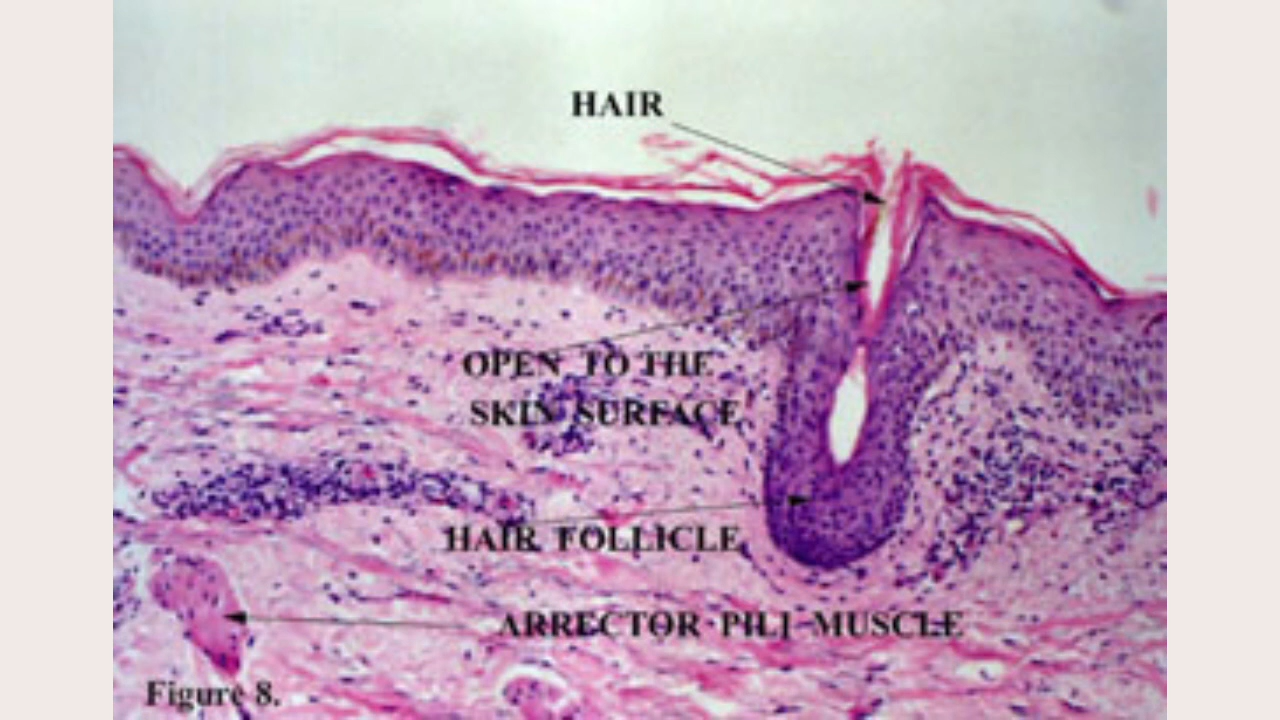 HAIR
OPEN TO THE
SKIN SURFACE
HAIR FOLLICLE
ARRECTOR PILI MUSCLE
Figure 8.